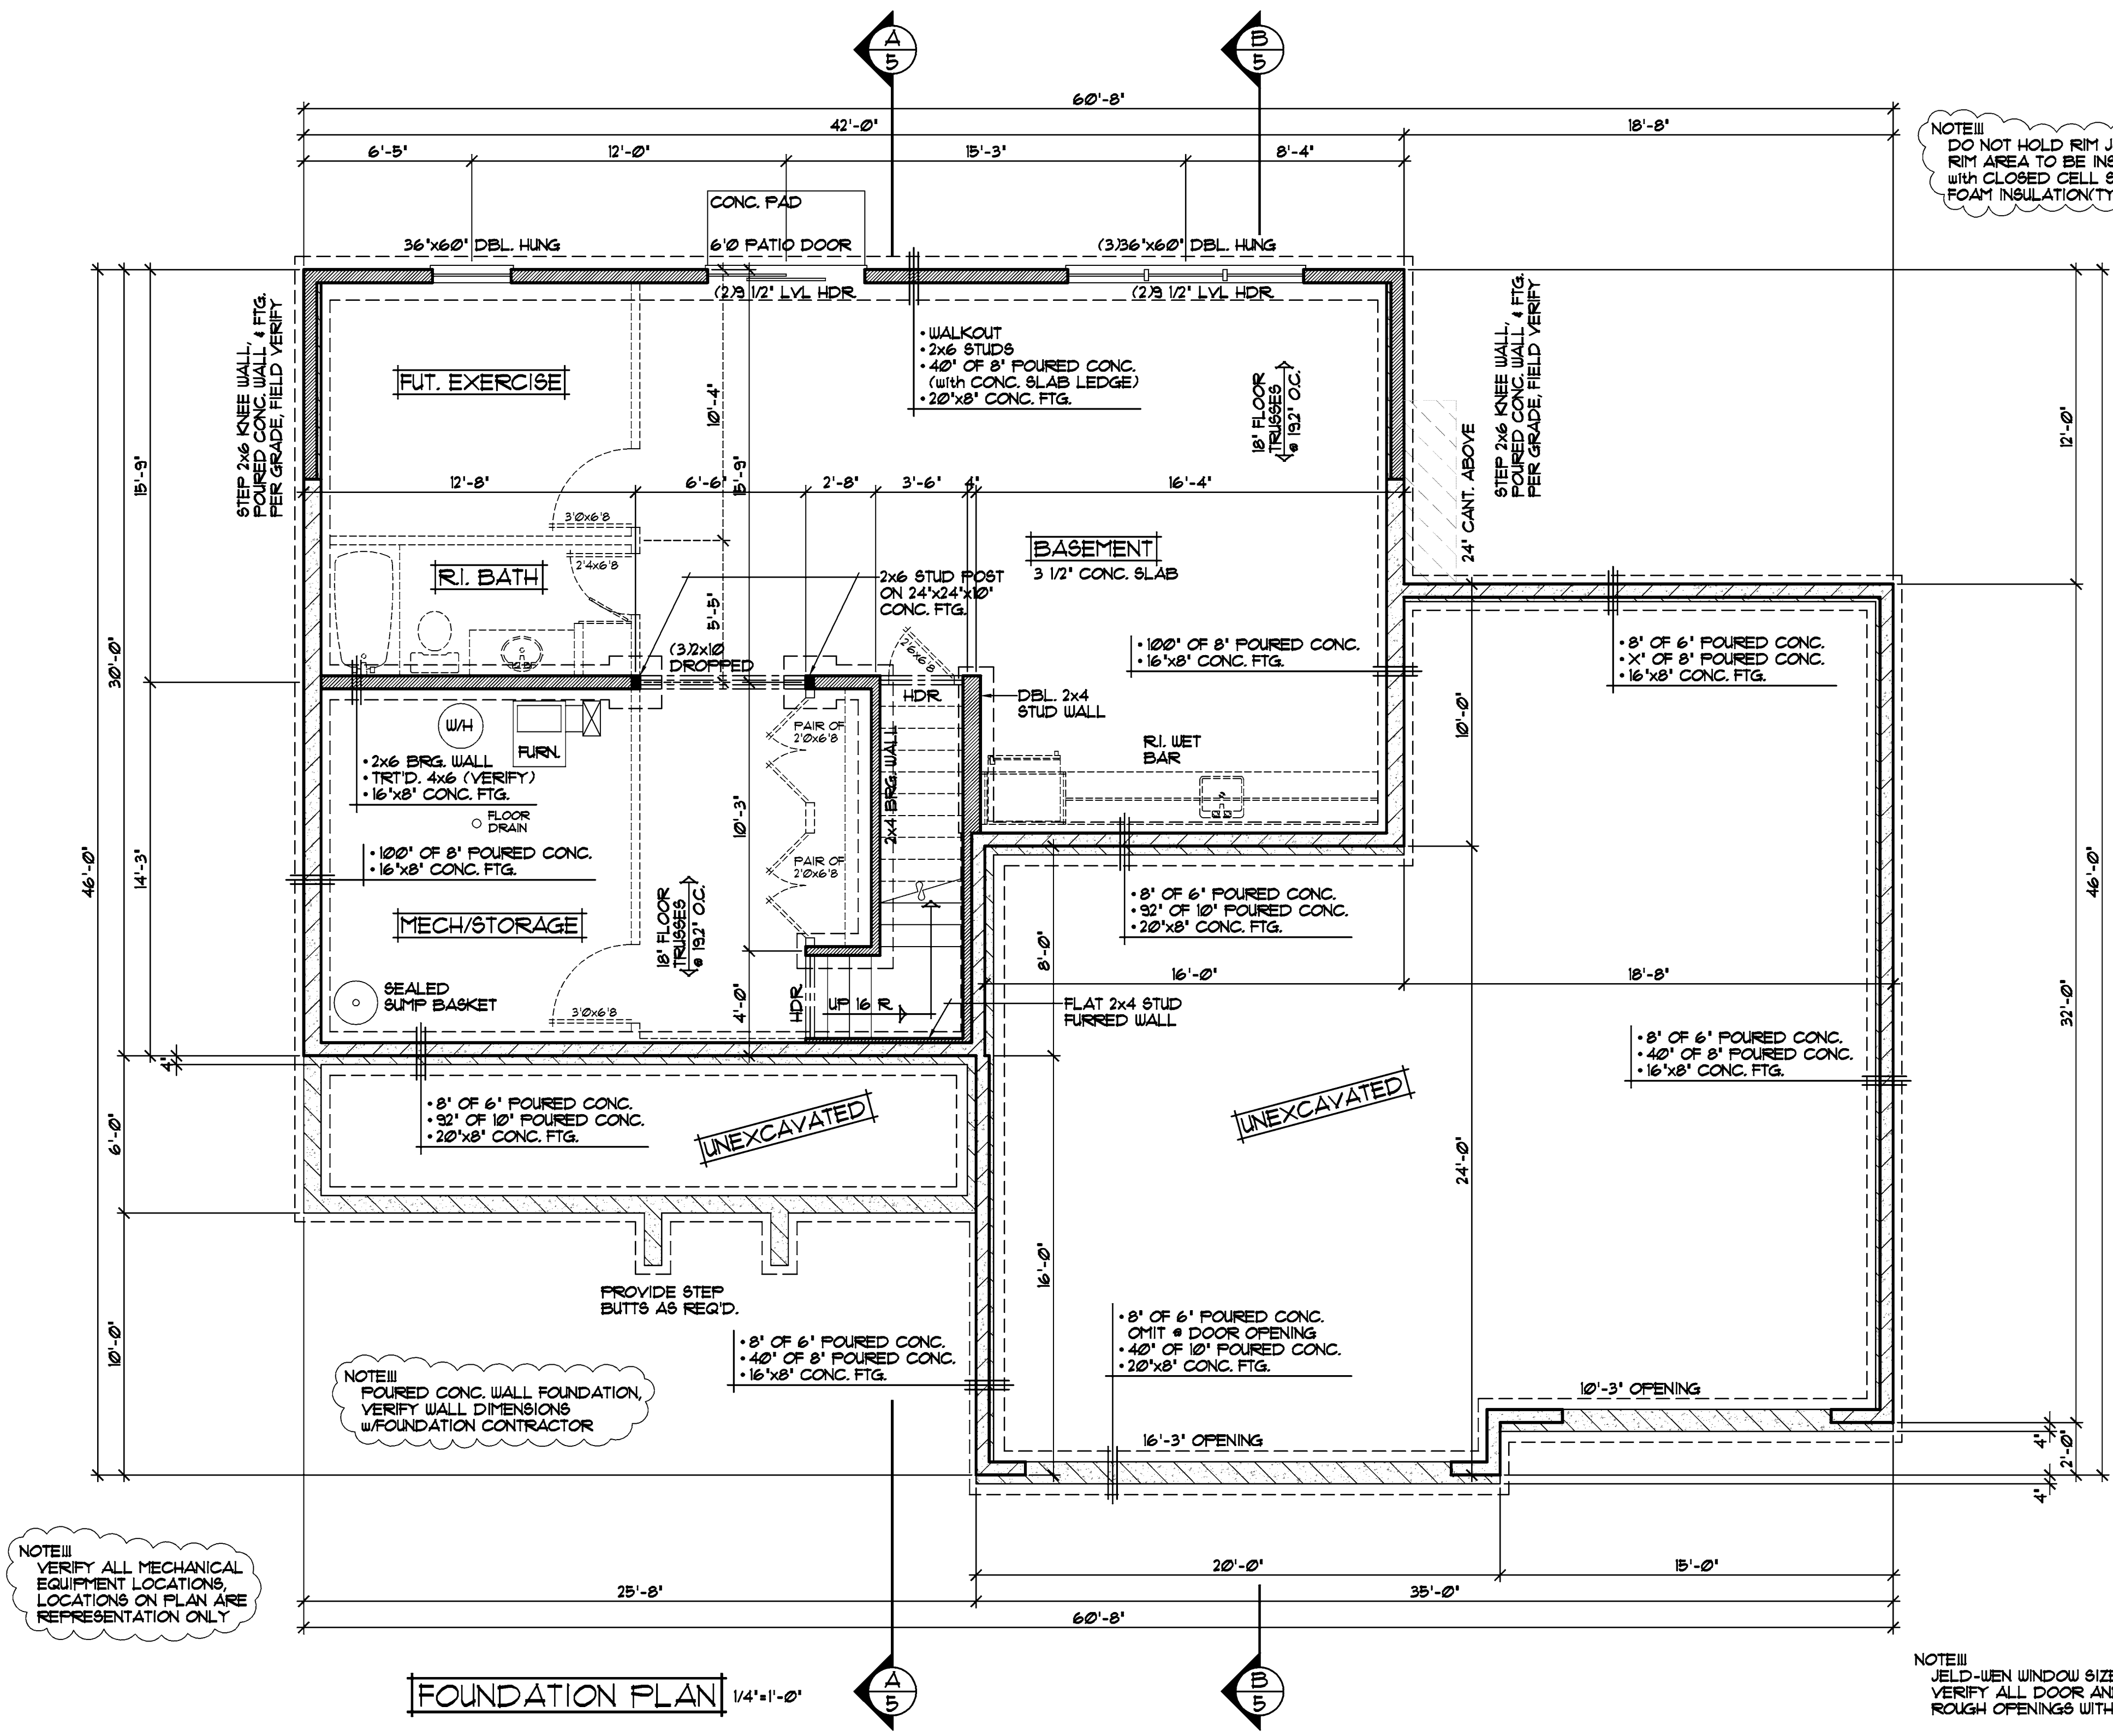 A
5
B
5
60'-8"
42'-0"
18'-8"
6'-5"
12'-0"
15'-3"
8'-4"
NOTE!!!
DO NOT HOLD RIM J
RIM AREA TO BE INS
with CLOSED CELL S
FOAM INSULATION(TY
CONC. PAD
36"x60" DBL. HUNG
6'0 PATIO DOOR
(3)36"x60" DBL. HUNG
(2)9 1/2" LVL HDR.
(2)9 1/2" LVL HDR.
STEP 2x6 KNEE WALL,
POURED CONC. WALL & FTG.
PER GRADE, FIELD VERIFY
• WALKOUT
• 2x6 STUDS
• 40" OF 8" POURED CONC.
(with CONC. SLAB LEDGE)
• 20"x8" CONC. FTG.
18" FLOOR
TRUSSES
@ 19.2" O.C.
STEP 2x6 KNEE WALL,
POURED CONC. WALL & FTG.
PER GRADE, FIELD VERIFY
24" CANT. ABOVE
FUT. EXERCISE
10'-4"
15'-9"
15'-9"
12'-0"
12'-8"
6'-6"
2'-8"
3'-6"
4"
16'-4"
3'0x6'8
2'4x6'8
R.I. BATH
BASEMENT
3 1/2" CONC. SLAB
2x6 STUD POST
ON 24"x24"x10"
CONC. FTG.
5'-5"
30'-0"
(3)2x10
DROPPED
2'6x6'8
• 100" OF 8" POURED CONC.
• 16"x8" CONC. FTG.
• 8" OF 6" POURED CONC.
• X" OF 8" POURED CONC.
• 16"x8" CONC. FTG.
HDR.
DBL. 2x4
STUD WALL
W/H
FURN.
PAIR OF
2'0x6'8
2x4 BRG. WALL
R.I. WET
BAR
10'-0"
• 2x6 BRG. WALL
• TRT'D. 4x6 (VERIFY)
• 16"x8" CONC. FTG.
FLOOR
DRAIN
10'-3"
• 100" OF 8" POURED CONC.
• 16"x8" CONC. FTG.
PAIR OF
2'0x6'8
46'-0"
14'-3"
46'-0"
MECH/STORAGE
18" FLOOR
TRUSSES
@ 19.2" O.C.
• 8" OF 6" POURED CONC.
• 92" OF 10" POURED CONC.
• 20"x8" CONC. FTG.
8'-0"
16'-0"
18'-8"
SEALED
SUMP BASKET
3'0x6'8
4'-0"
HDR.
UP 16 R.
FLAT 2x4 STUD
FURRED WALL
32'-0"
• 8" OF 6" POURED CONC.
• 40" OF 8" POURED CONC.
• 16"x8" CONC. FTG.
4"
6'-0"
• 8" OF 6" POURED CONC.
• 92" OF 10" POURED CONC.
• 20"x8" CONC. FTG.
UNEXCAVATED
UNEXCAVATED
24'-0"
16'-0"
PROVIDE STEP
BUTTS AS REQ'D.
10'-0"
• 8" OF 6" POURED CONC.
• 40" OF 8" POURED CONC.
• 16"x8" CONC. FTG.
• 8" OF 6" POURED CONC.
OMIT @ DOOR OPENING
• 40" OF 10" POURED CONC.
• 20"x8" CONC. FTG.
NOTE!!!
POURED CONC. WALL FOUNDATION,
VERIFY WALL DIMENSIONS
w/FOUNDATION CONTRACTOR
10'-3" OPENING
16'-3" OPENING
4"
2'-0"
4"
NOTE!!!
VERIFY ALL MECHANICAL
EQUIPMENT LOCATIONS,
LOCATIONS ON PLAN ARE
REPRESENTATION ONLY
20'-0"
15'-0"
25'-8"
35'-0"
60'-8"
FOUNDATION PLAN
1/4"=1'-0"
A
5
B
5
NOTE!!!
JELD-WEN WINDOW SIZE
VERIFY ALL DOOR AN
ROUGH OPENINGS WITH